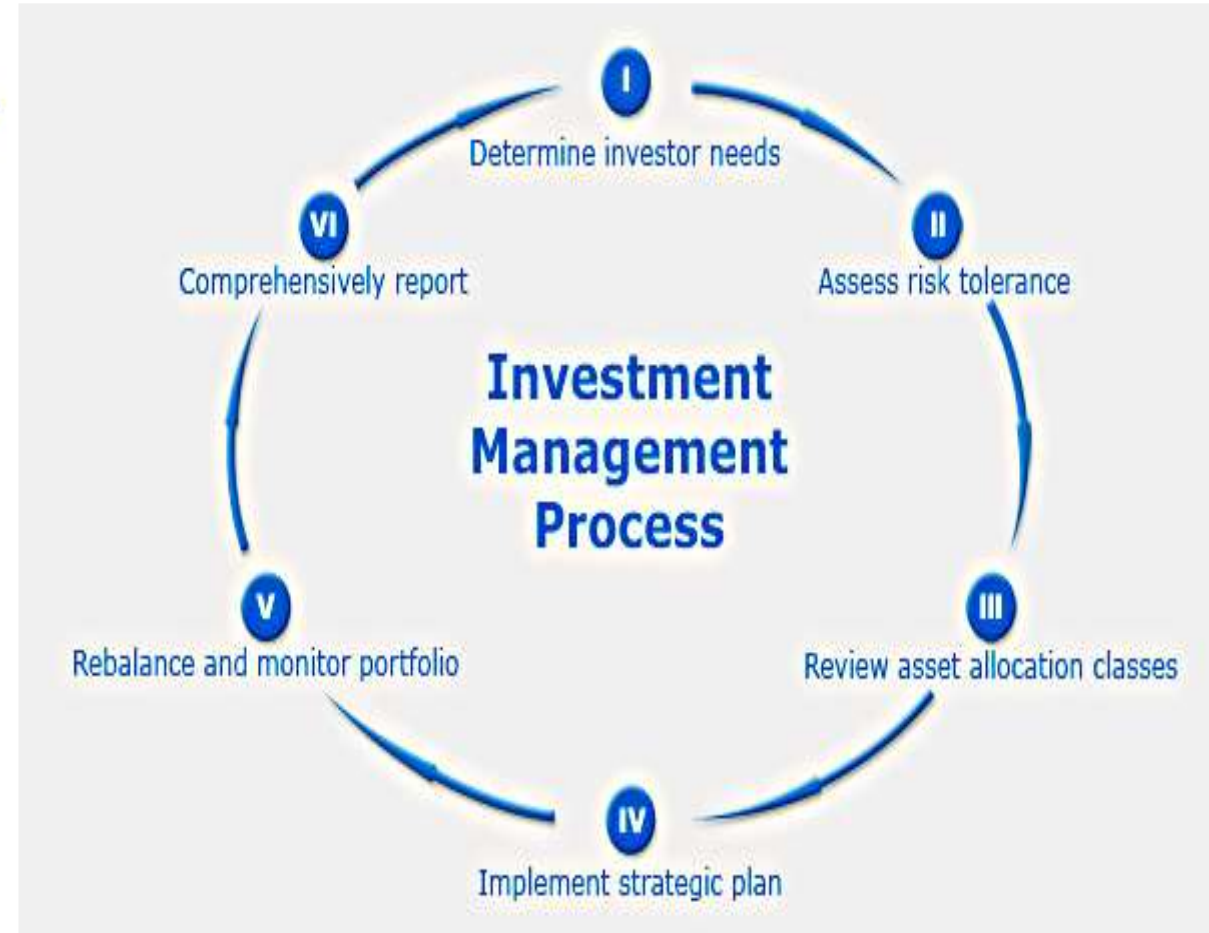 I
Determine investor needs
VI
II
Comprehensively report
Assess risk tolerance
Investment
Management
Process
V
III
Rebalance and monitor portfolio
Review asset allocation classes
IV
Implement strategic plan